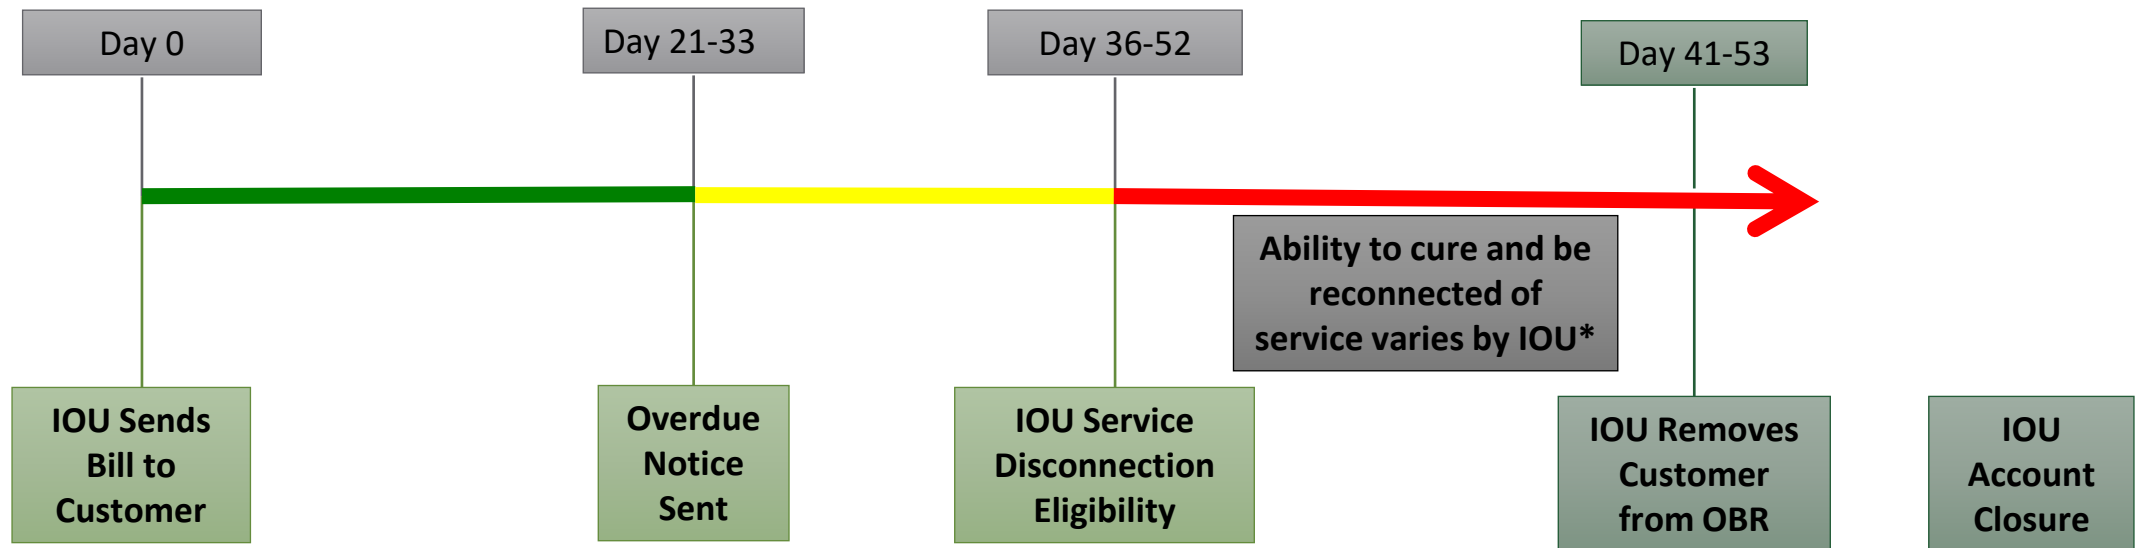 Day 0
Day 21-33
Day 36-52
Day 41-53
Ability to cure and be
reconnected of
service varies by IOU*
IOU Sends
Bill to
Customer
Overdue
Notice
Sent
IOU Service
Disconnection
Eligibility
IOU Removes
Customer
from OBR
IOU
Account
Closure